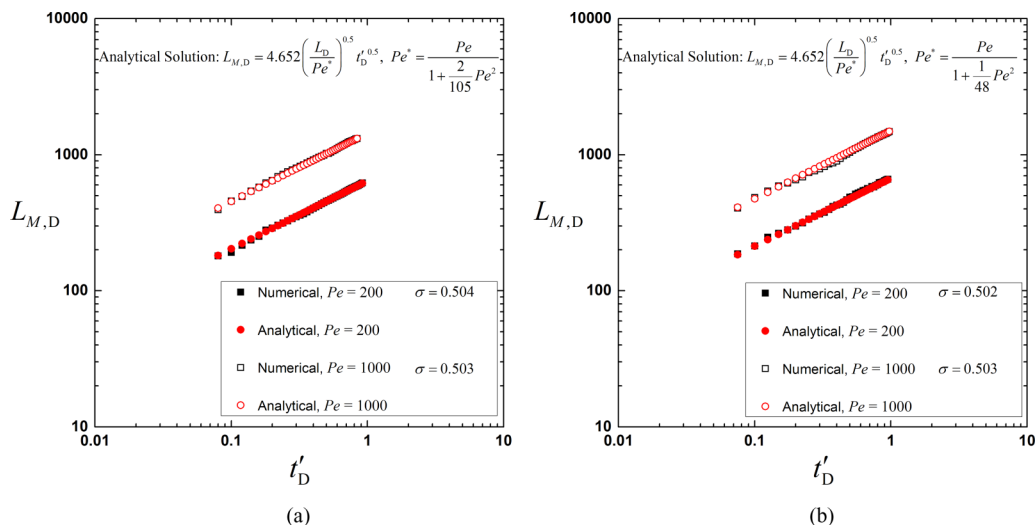 10000
Analytical Solution: L_{M,D} = 4.652 (L_D / Pe^*)^{0.5} t′_D^{0.5}, Pe^* = Pe / (1 + (2/105) Pe^2)
1000
L_{M,D}
100
Numerical, Pe = 200 σ = 0.504
Analytical, Pe = 200
Numerical, Pe = 1000 σ = 0.503
Analytical, Pe = 1000
10
0.01 0.1 1 10
t′_D
(a)
10000
Analytical Solution: L_{M,D} = 4.652 (L_D / Pe^*)^{0.5} t′_D^{0.5}, Pe^* = Pe / (1 + (1/48) Pe^2)
1000
L_{M,D}
100
Numerical, Pe = 200 σ = 0.502
Analytical, Pe = 200
Numerical, Pe = 1000 σ = 0.503
Analytical, Pe = 1000
10
0.01 0.1 1 10
t′_D
(b)